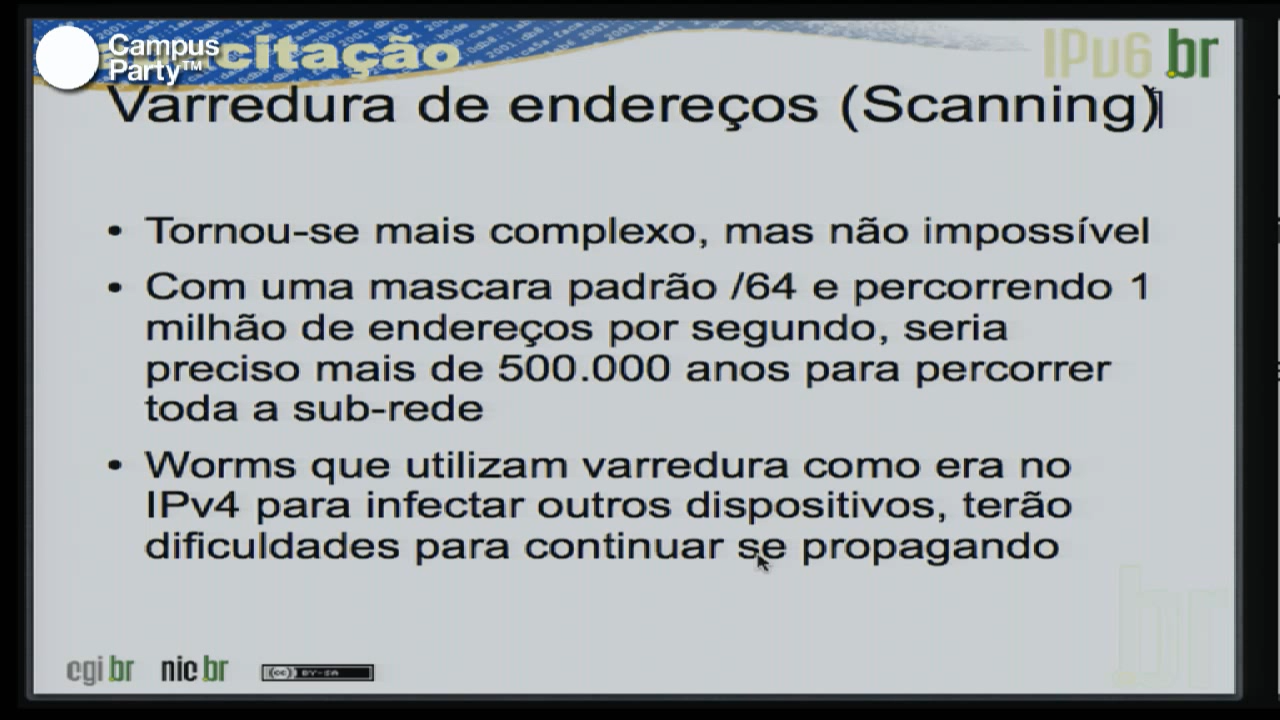 Campus
Party™
citação
IPv6.br
Varredura de endereços (Scanning)
• Tornou-se mais complexo, mas não impossível
• Com uma mascara padrão /64 e percorrendo 1
milhão de endereços por segundo, seria
preciso mais de 500.000 anos para percorrer
toda a sub-rede
• Worms que utilizam varredura como era no
IPv4 para infectar outros dispositivos, terão
dificuldades para continuar se propagando
.br
cgi.br nic.br (cc) BY-SA